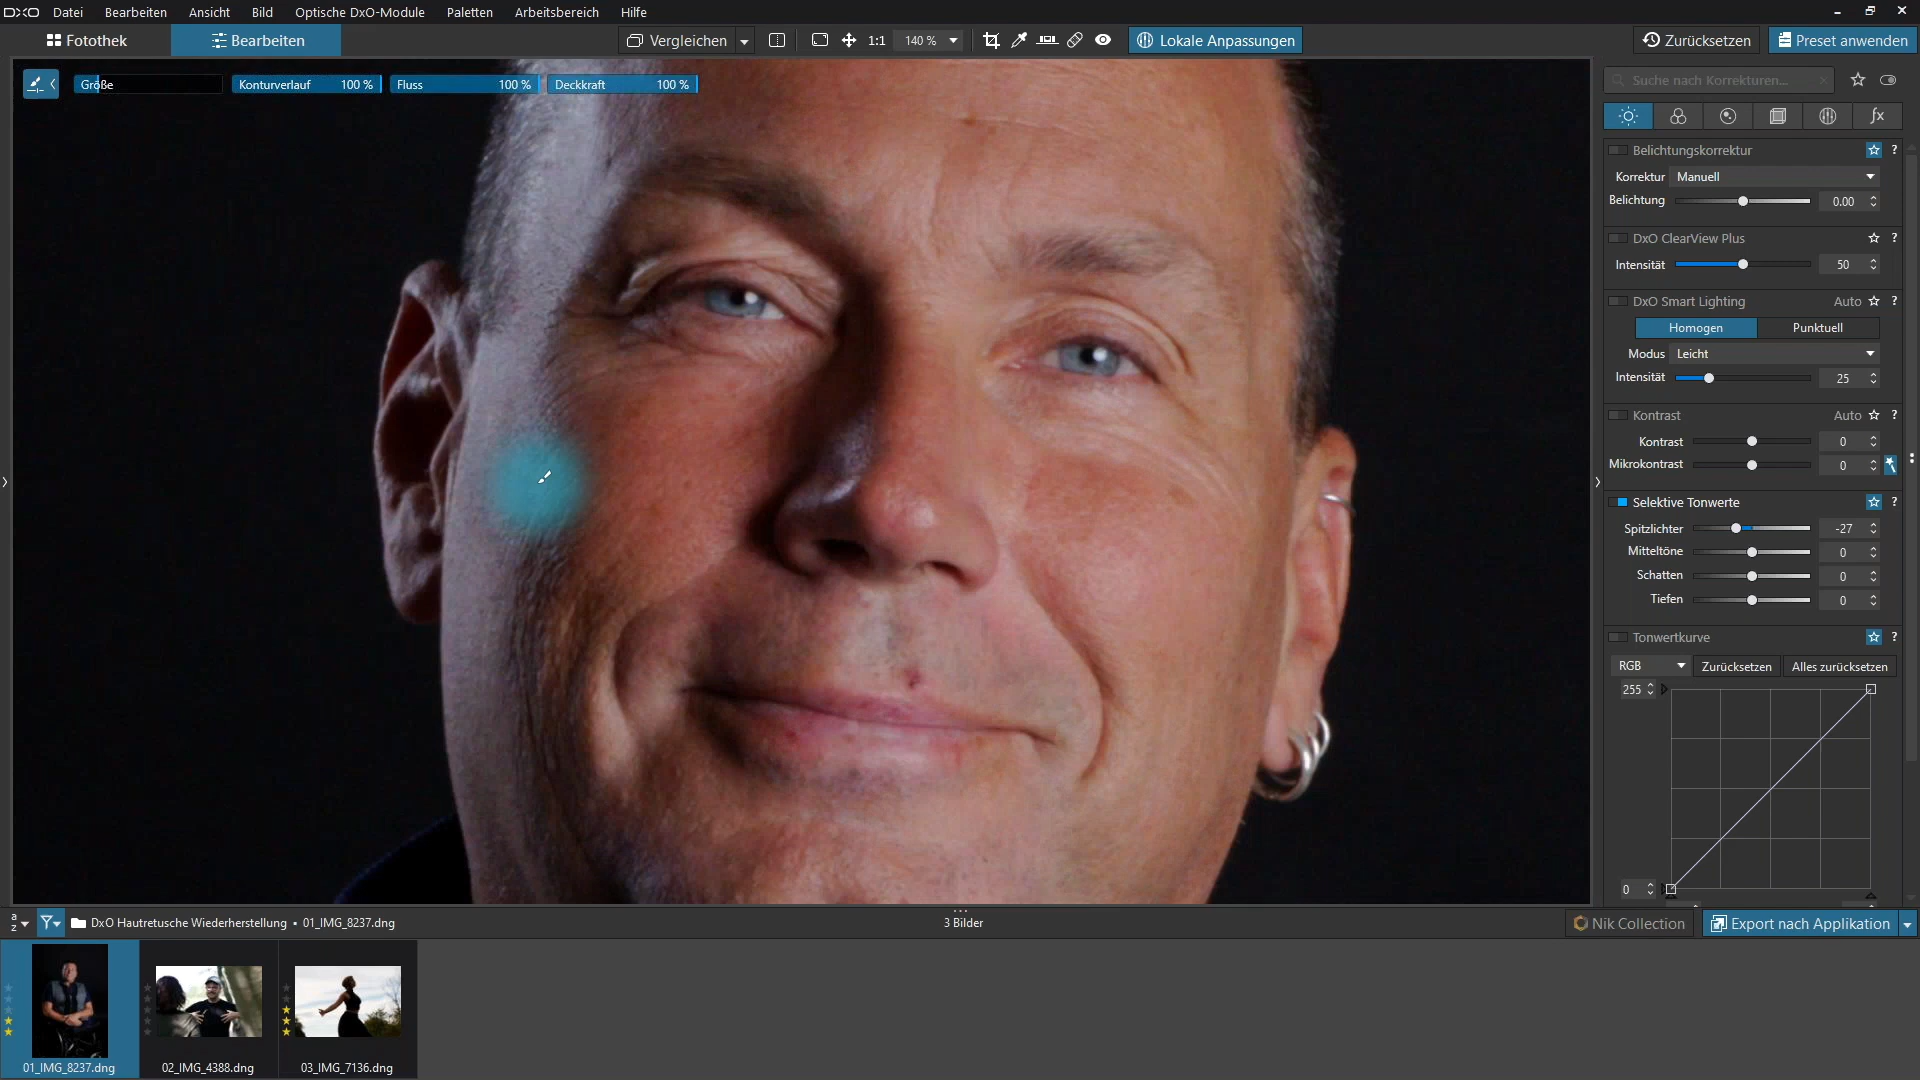 DxO Datei Bearbeiten Ansicht Bild Optische DxO-Module Paletten Arbeitsbereich Hilfe
Fotothek Bearbeiten Vergleichen 1:1 140 % Lokale Anpassungen Zurücksetzen Preset anwenden
Größe Konturverlauf 100 % Fluss 100 % Deckkraft 100 %
Suche nach Korrekturen...
fx
Belichtungskorrektur ?
Korrektur Manuell
Belichtung 0.00
DxO ClearView Plus ?
Intensität 50
DxO Smart Lighting Auto ?
Homogen Punktuell
Modus Leicht
Intensität 25
Kontrast Auto ?
Kontrast 0
Mikrokontrast 0
Selektive Tonwerte ?
Spitzlichter -27
Mitteltöne 0
Schatten 0
Tiefen 0
Tonwertkurve ?
RGB Zurücksetzen Alles zurücksetzen
255
0
a z DxO Hautretusche Wiederherstellung • 01_IMG_8237.dng 3 Bilder Nik Collection Export nach Applikation
01_IMG_8237.dng 02_IMG_4388.dng 03_IMG_7136.dng